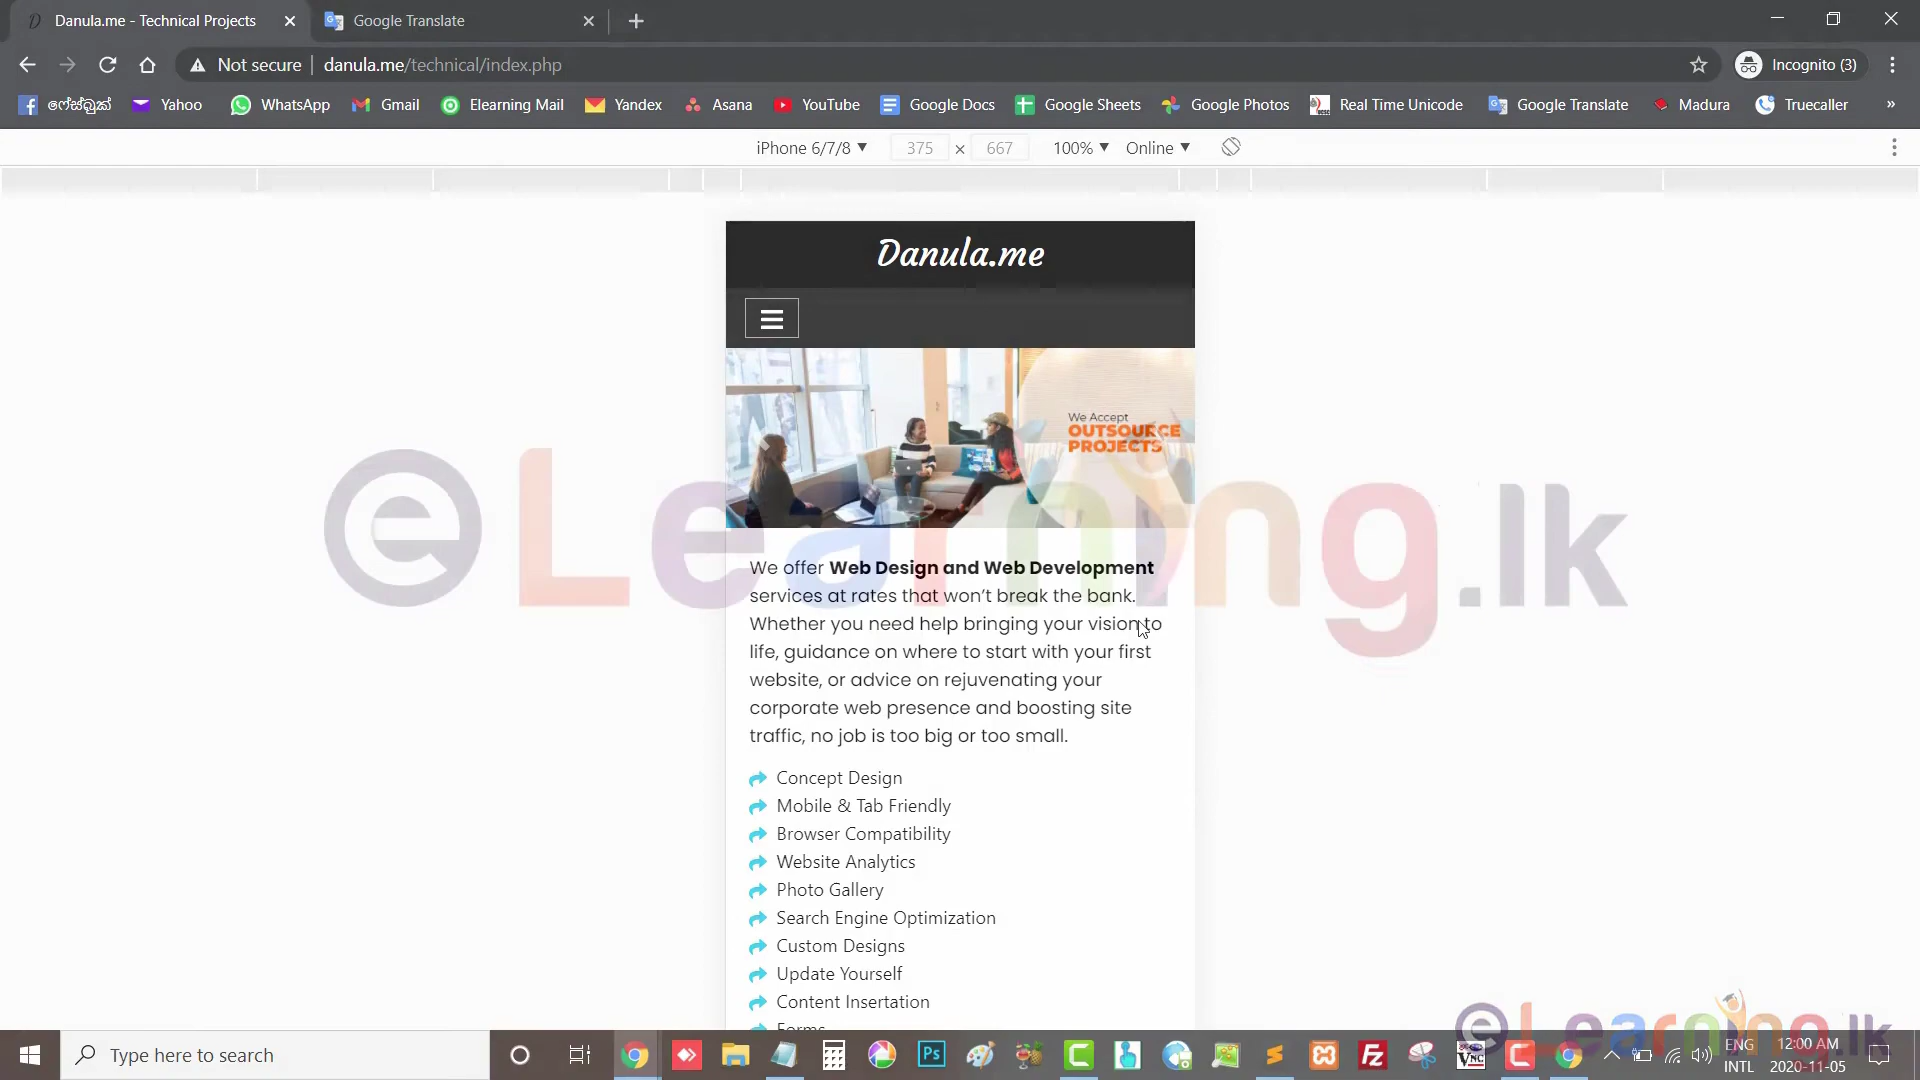 Danula.me - Technical Projects
Google Translate
Not secure
danula.me/technical/index.php
Incognito (3)
ෆේස්බුක්
Yahoo
WhatsApp
Gmail
Elearning Mail
Yandex
Asana
YouTube
Google Docs
Google Sheets
Google Photos
Real Time Unicode
Google Translate
Madura
Truecaller
»
iPhone 6/7/8
375 × 667
100%
Online
Danula.me
We Accept
OUTSOURCE
PROJECTS
eLearning.lk
We offer Web Design and Web Development
services at rates that won’t break the bank.
Whether you need help bringing your vision to
life, guidance on where to start with your first
website, or advice on rejuvenating your
corporate web presence and boosting site
traffic, no job is too big or too small.
Concept Design
Mobile & Tab Friendly
Browser Compatibility
Website Analytics
Photo Gallery
Search Engine Optimization
Custom Designs
Update Yourself
Content Insertation
Forms
eLearning.lk
Type here to search
Ps
Fz
VNC
ENG
INTL
12:00 AM
2020-11-05